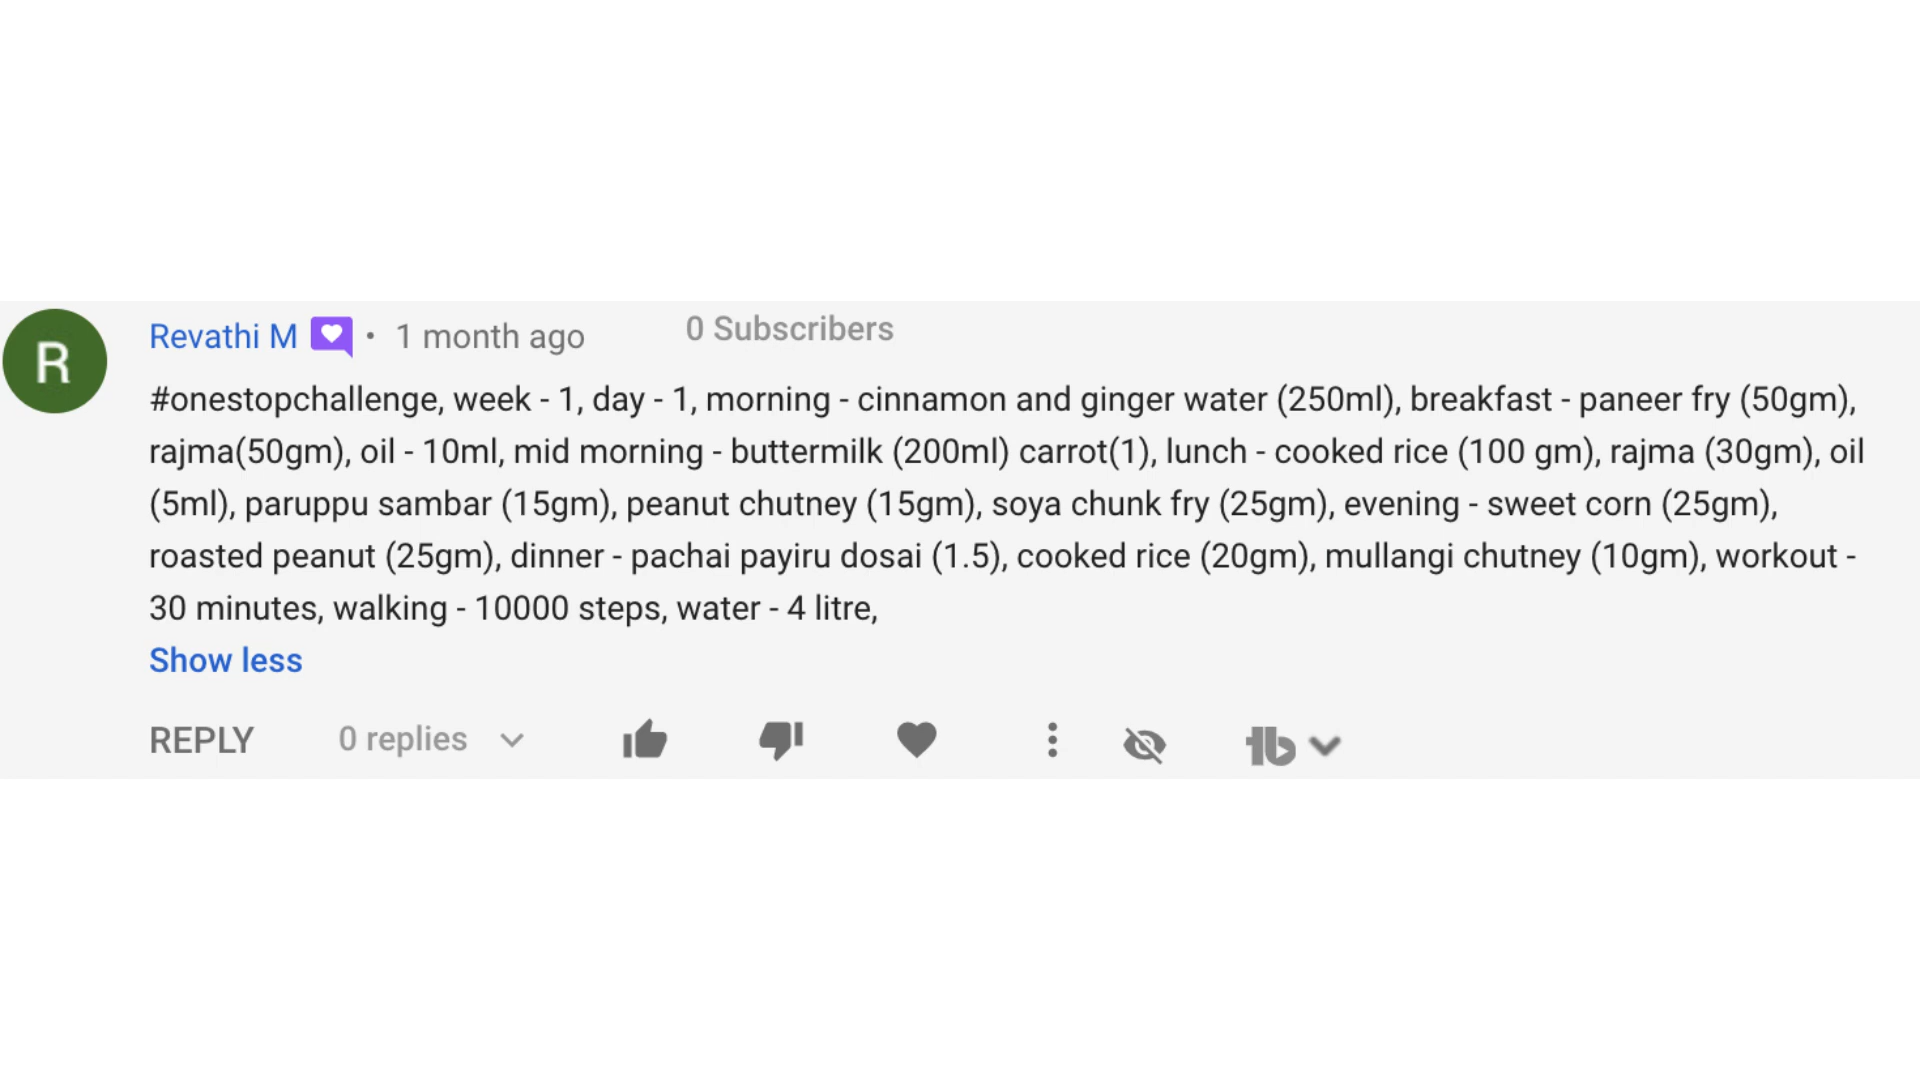 R
Revathi M • 1 month ago 0 Subscribers
#onestopchallenge, week - 1, day - 1, morning - cinnamon and ginger water (250ml), breakfast - paneer fry (50gm),
rajma(50gm), oil - 10ml, mid morning - buttermilk (200ml) carrot(1), lunch - cooked rice (100 gm), rajma (30gm), oil
(5ml), paruppu sambar (15gm), peanut chutney (15gm), soya chunk fry (25gm), evening - sweet corn (25gm),
roasted peanut (25gm), dinner - pachai payiru dosai (1.5), cooked rice (20gm), mullangi chutney (10gm), workout -
30 minutes, walking - 10000 steps, water - 4 litre,
Show less
REPLY 0 replies tb